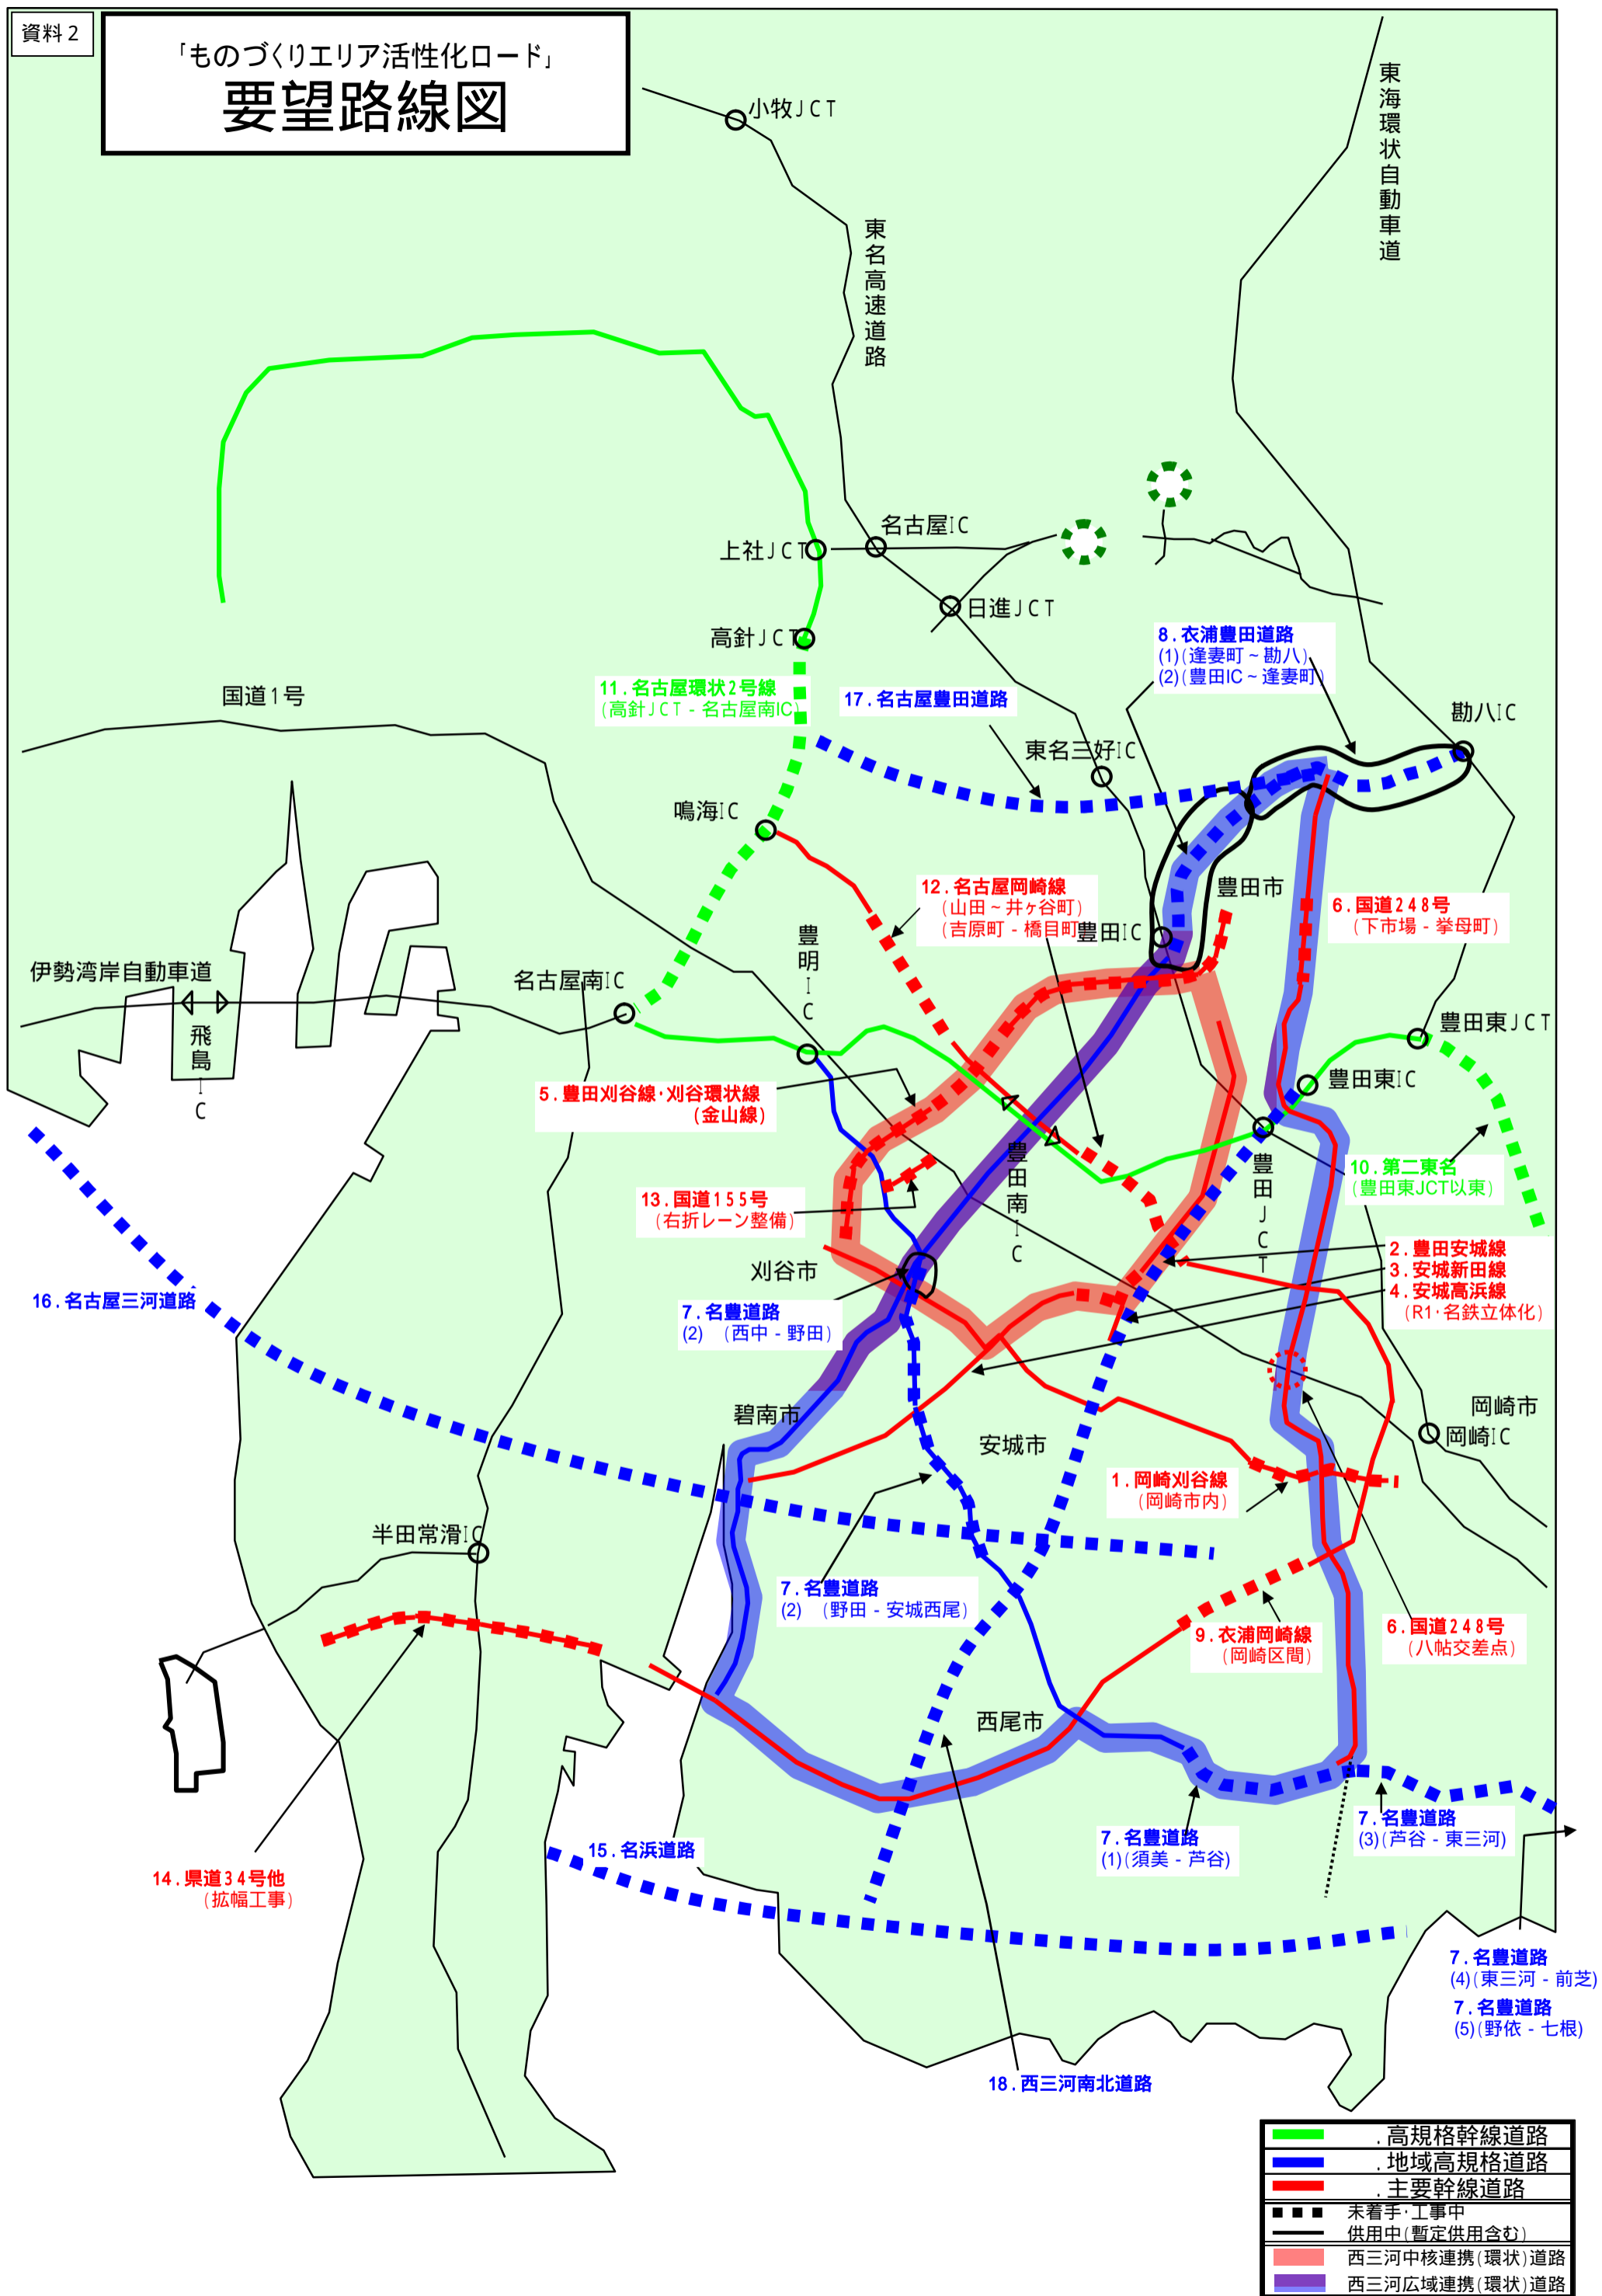 資料2
「ものづくりエリア活性化ロード」
要望路線図
小牧JCT
東海環状自動車道
東名高速道路
名古屋IC
上社JCT
日進JCT
高針JCT
8.衣浦豊田道路
(1)(逢妻町~勘八)
(2)(豊田IC~逢妻町)
11.名古屋環状2号線
(高針JCT-名古屋南IC)
17.名古屋豊田道路
国道1号
勘八IC
東名三好IC
鳴海IC
12.名古屋岡崎線
(山田~井ヶ谷町)
(吉原町-橋目町)
豊田市
6.国道248号
(下市場-挙母町)
豊田IC
豊明IC
伊勢湾岸自動車道
名古屋南IC
飛島IC
豊田東JCT
豊田東IC
5.豊田刈谷線・刈谷環状線
(金山線)
豊田南IC
豊田JCT
10.第二東名
(豊田東JCT以東)
13.国道155号
(右折レーン整備)
2.豊田安城線
3.安城新田線
4.安城高浜線
(R1・名鉄立体化)
刈谷市
16.名古屋三河道路
7.名豊道路
(2) (西中-野田)
碧南市
岡崎市
岡崎IC
安城市
1.岡崎刈谷線
(岡崎市内)
半田常滑IC
7.名豊道路
(2) (野田-安城西尾)
9.衣浦岡崎線
(岡崎区間)
6.国道248号
(八帖交差点)
西尾市
7.名豊道路
(3)(芦谷-東三河)
7.名豊道路
(1)(須美-芦谷)
15.名浜道路
14.県道34号他
(拡幅工事)
7.名豊道路
(4)(東三河-前芝)
7.名豊道路
(5)(野依-七根)
18.西三河南北道路
.高規格幹線道路
.地域高規格道路
.主要幹線道路
未着手・工事中
供用中(暫定供用含む)
西三河中核連携(環状)道路
西三河広域連携(環状)道路